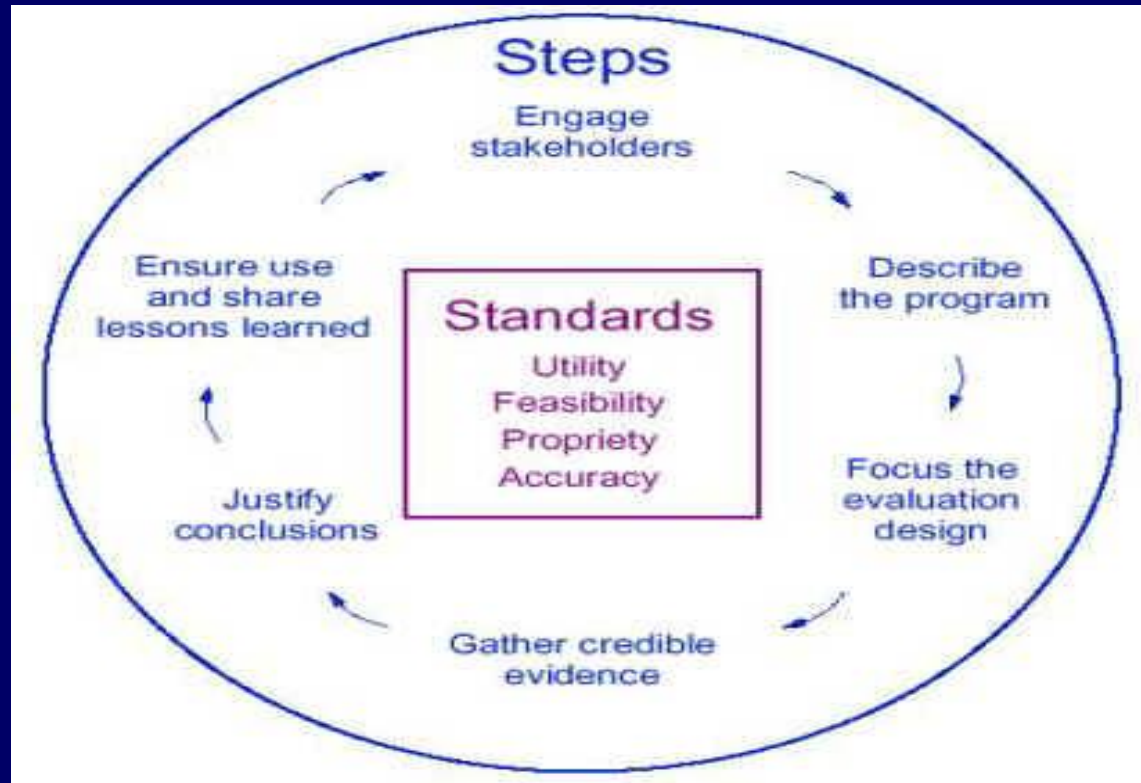 Steps
Engage
stakeholders
Describe
the program
Focus the
evaluation
design
Gather credible
evidence
Justify
conclusions
Ensure use
and share
lessons learned
Standards
Utility
Feasibility
Propriety
Accuracy